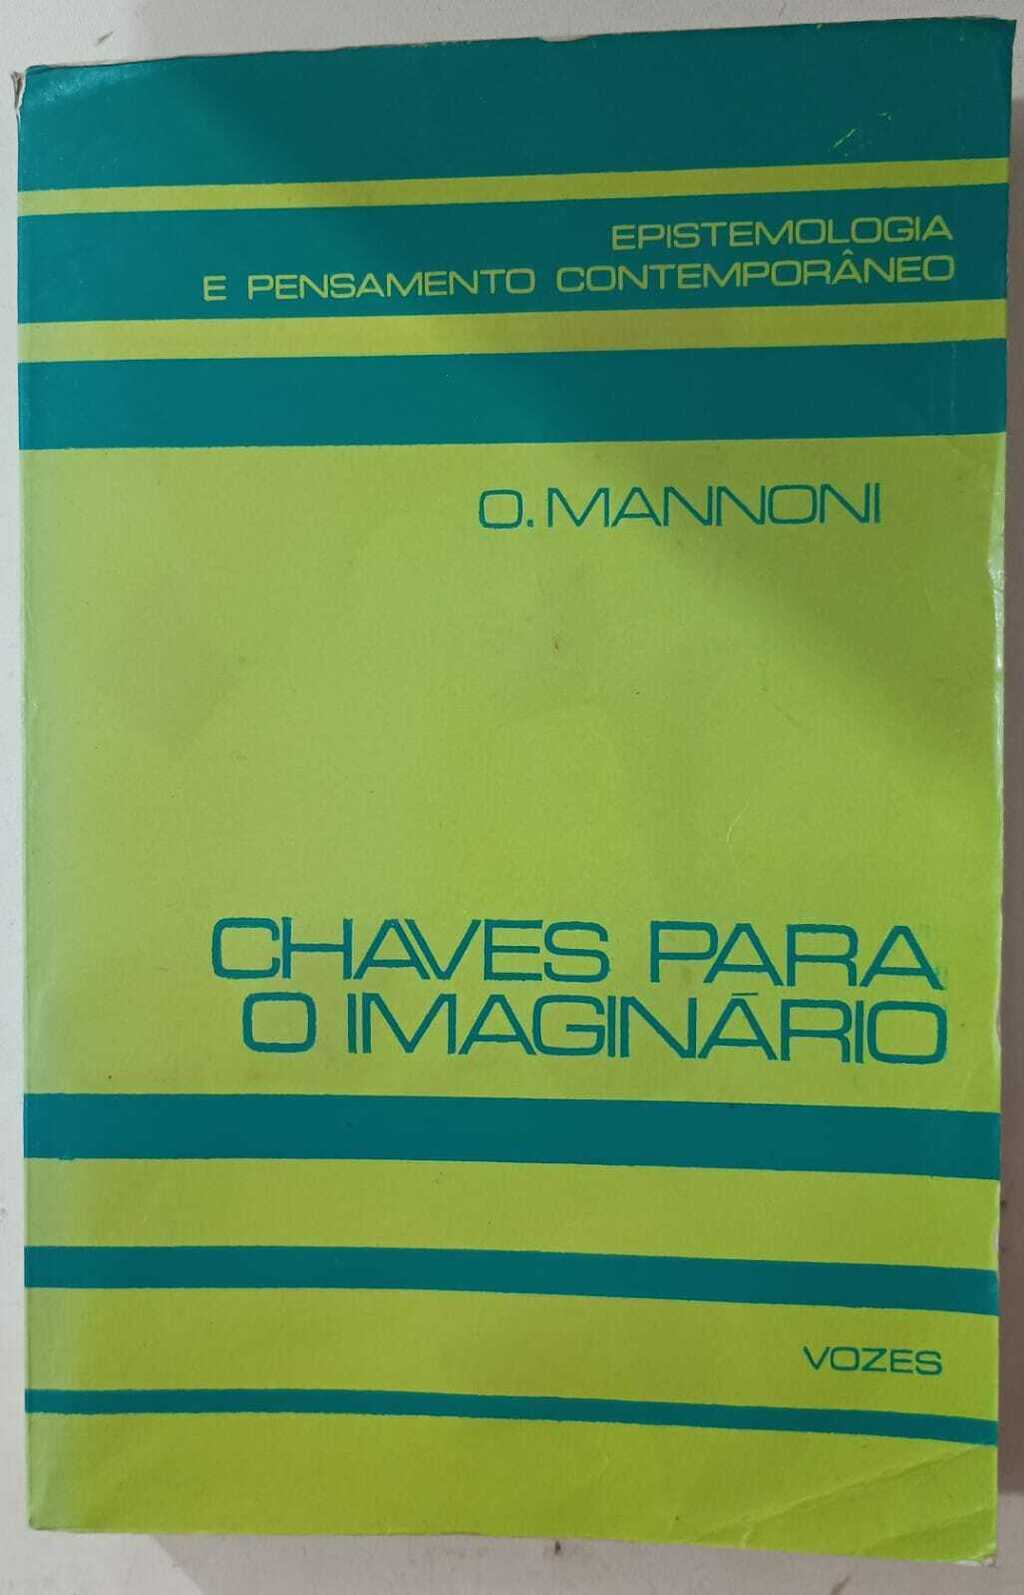 EPISTEMOLOGIA
E PENSAMENTO CONTEMPORÂNEO
O. MANNONI
CHAVES PARA
O IMAGINÁRIO
VOZES